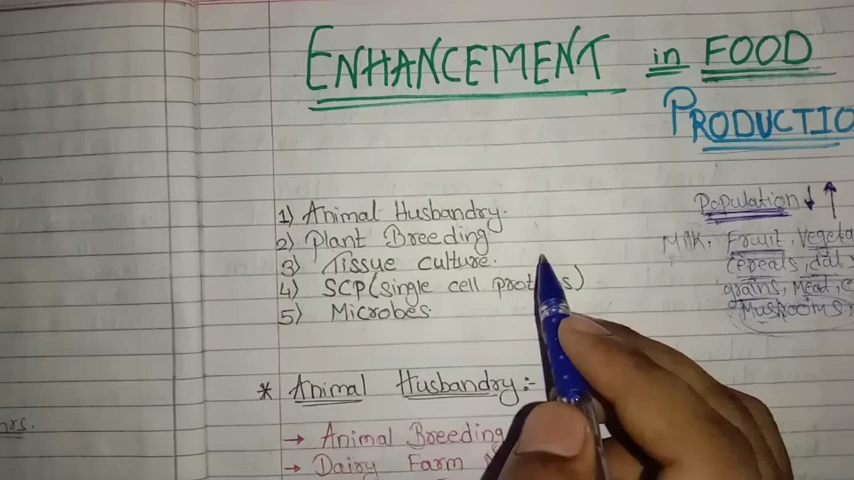 ENHANCEMENT in FOOD
PRODUCTIO
1) Animal Husbandry.
2) Plant Breeding
3) Tissue culture.
4) SCP (single cell prot s)
5) Microbes.
Population ↓ ↑
Milk, Fruit, Vegeta
Cereals, dal,
grains, Meat, e
Mushrooms,
* Animal Husbandry :-
→ Animal Breeding
→ Dairy Farm
hrs.